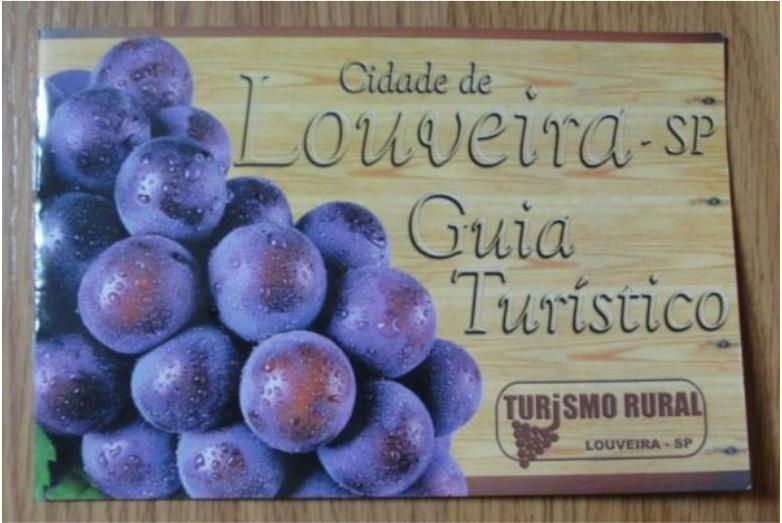 Cidade de
Louveira - SP
Guia
Turístico
TURiSMO RURAL
LOUVEIRA - SP